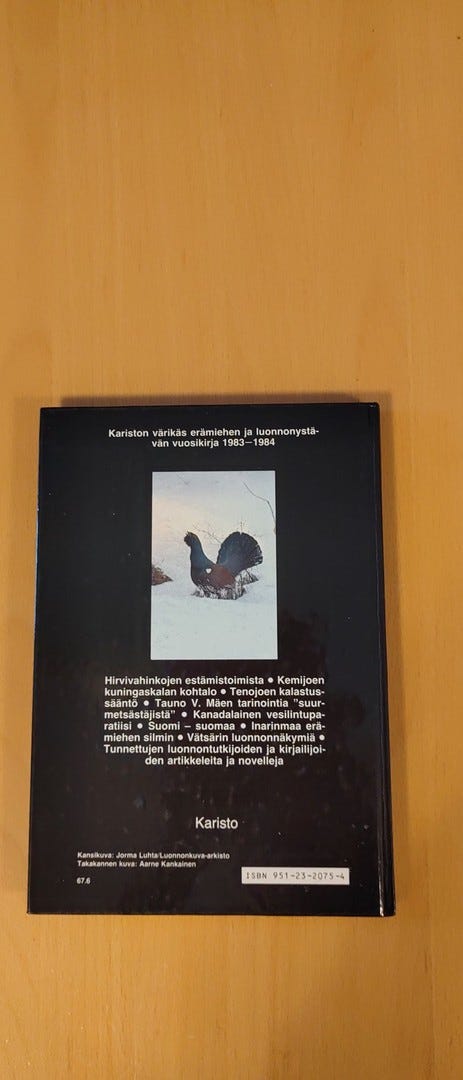 Kariston värikäs erämiehen ja luonnonystä-
vän vuosikirja 1983–1984
Hirvivahinkojen estämistoimista ● Kemijoen
kuningaskalan kohtalo ● Tenojoen kalastus-
sääntö ● Tauno V. Mäen tarinointia "suur-
metsästäjistä" ● Kanadalainen vesilintupa-
ratiisi ● Suomi – suomaa ● Inarinmaa erä-
miehen silmin ● Vätsärin luonnonnäkymiä ●
Tunnettujen luonnontutkijoiden ja kirjailijoi-
den artikkeleita ja novelleja
Karisto
Kansikuva: Jorma Luhta/Luonnonkuva-arkisto
Takakannen kuva: Aarne Kankainen
ISBN 951-23-2075-4
67.6